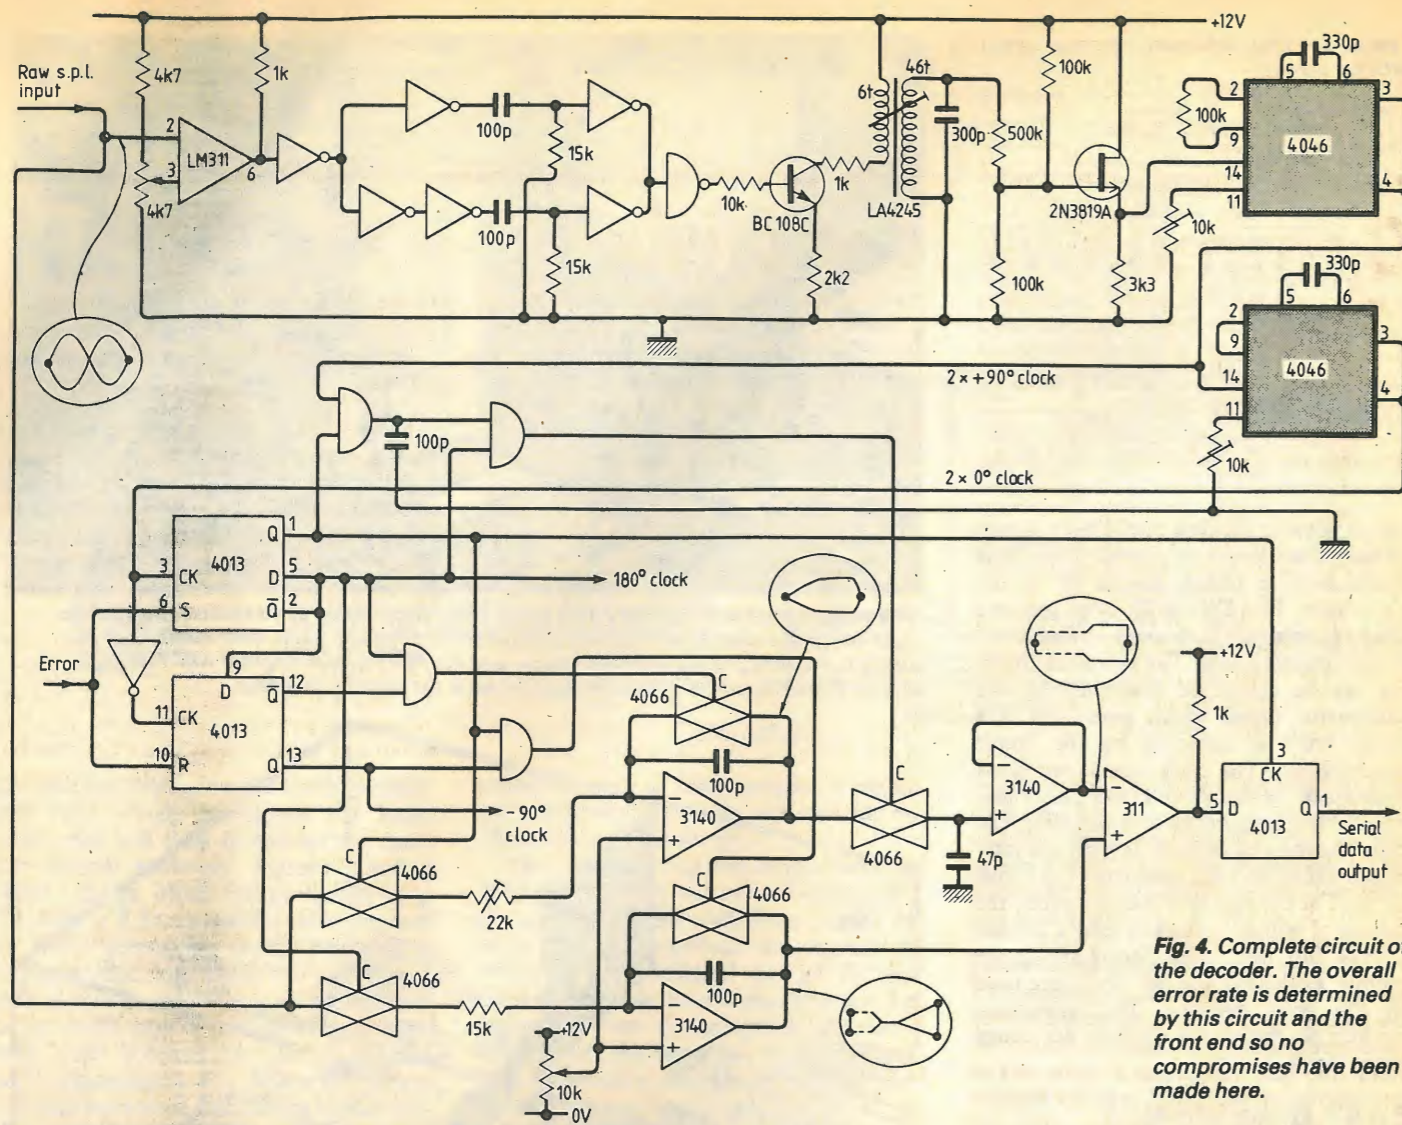 +12V
Raw s.p.l.
input
4k7
1k
2
LM311
3
6
4k7
100p
15k
100p
15k
10k
BC108C
1k
2k2
6t
46t
LA4245
300p
500k
100k
100k
2N3819A
3k3
10k
330p
5
6
2
3
100k
9
4046
14
4
11
330p
5
6
2
3
9
4046
14
4
11
10k
2 x +90° clock
100p
2 x 0° clock
Q
1
4013
3
CK
D
5
180° clock
6
S
Q
2
Error
9
D
Q
12
11
CK
4013
10
R
Q
13
-90°
clock
C
4066
22k
C
4066
15k
+12V
10k
0V
C
4066
100p
-
3140
+
C
4066
100p
-
3140
+
C
4066
47p
-
3140
+
-
311
+
+12V
1k
3
CK
5
D
Q
1
4013
Serial
data
output
Fig. 4. Complete circuit of
the decoder. The overall
error rate is determined
by this circuit and the
front end so no
compromises have been
made here.